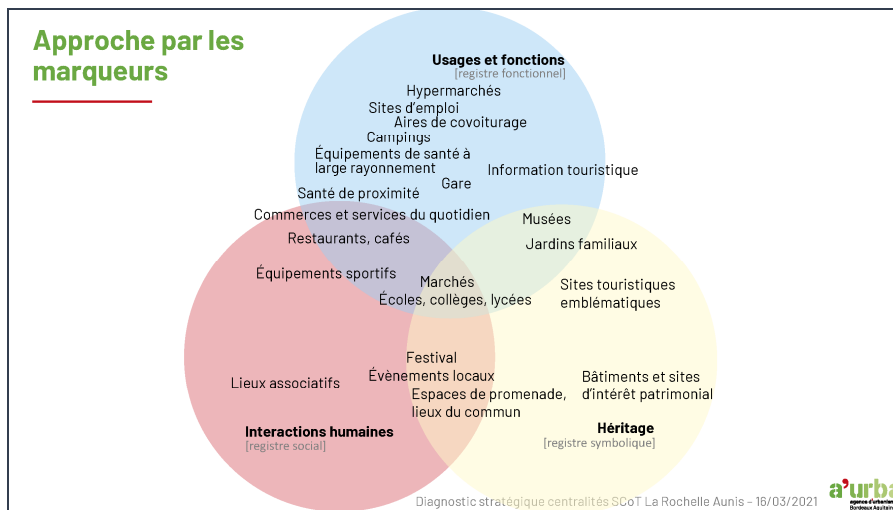 Approche par les
marqueurs
Usages et fonctions
[registre fonctionnel]
Hypermarchés
Sites d'emploi
Aires de covoiturage
Campings
Équipements de santé à
large rayonnement
Information touristique
Gare
Santé de proximité
Commerces et services du quotidien
Musées
Restaurants, cafés
Jardins familiaux
Équipements sportifs
Marchés
Écoles, collèges, lycées
Sites touristiques
emblématiques
Festival
Évènements locaux
Espaces de promenade,
lieux du commun
Lieux associatifs
Bâtiments et sites
d'intérêt patrimonial
Interactions humaines
[registre social]
Héritage
[registre symbolique]
Diagnostic stratégique centralités SCoT La Rochelle Aunis – 16/03/2021
a'urba
agence d'urbanisme
Bordeaux Aquitaine